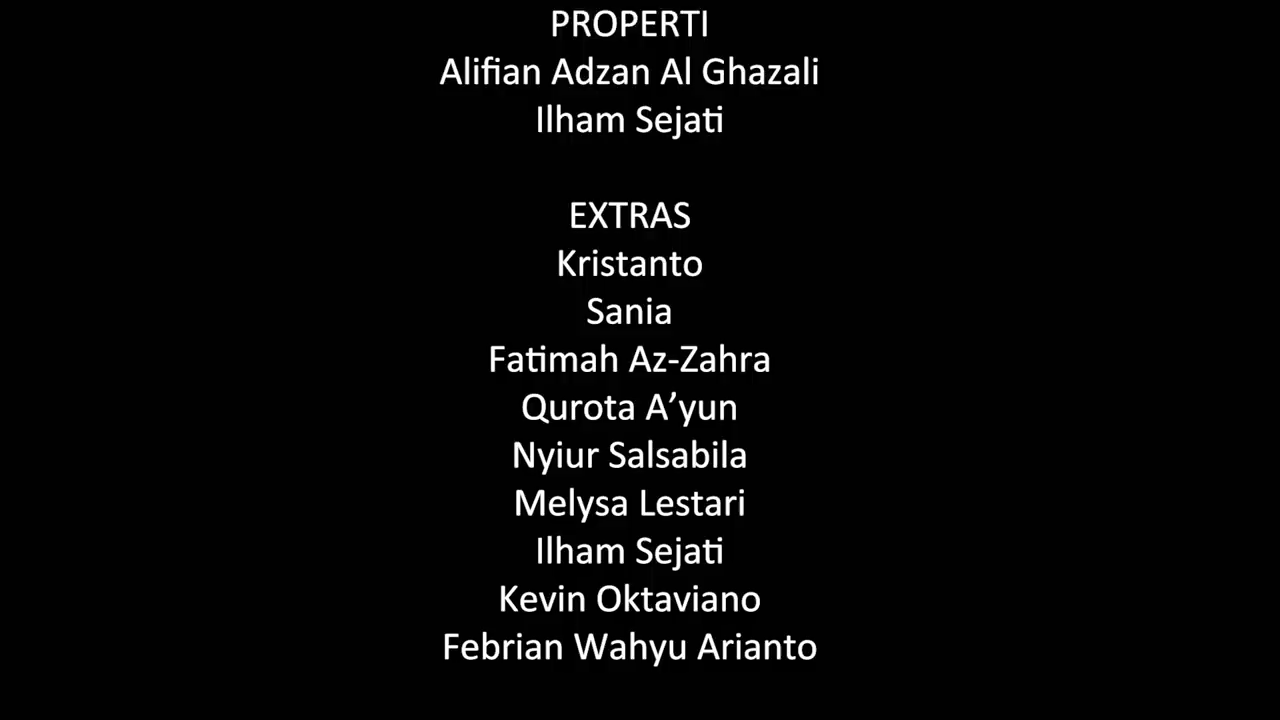 PROPERTI
Alifian Adzan Al Ghazali
Ilham Sejati
EXTRAS
Kristanto
Sania
Fatimah Az-Zahra
Qurota A’yun
Nyiur Salsabila
Melysa Lestari
Ilham Sejati
Kevin Oktaviano
Febrian Wahyu Arianto